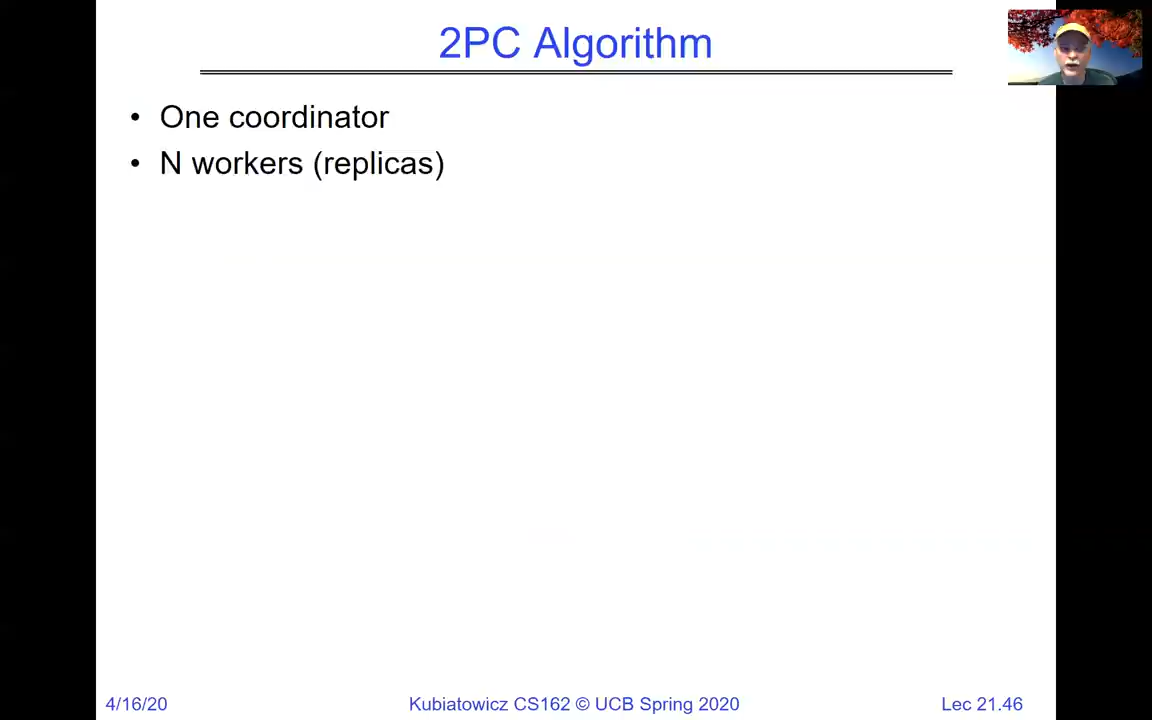 2PC Algorithm
• One coordinator
• N workers (replicas)
4/16/20
Kubiatowicz CS162 © UCB Spring 2020
Lec 21.46